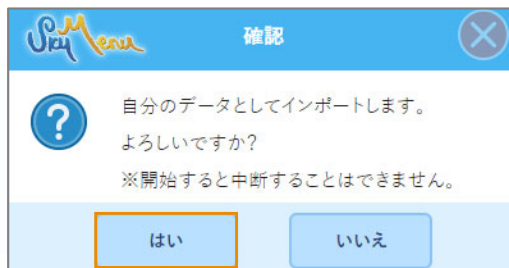 SkyMenu
確認
自分のデータとしてインポートします。
よろしいですか?
※開始すると中断することはできません。
はい
いいえ